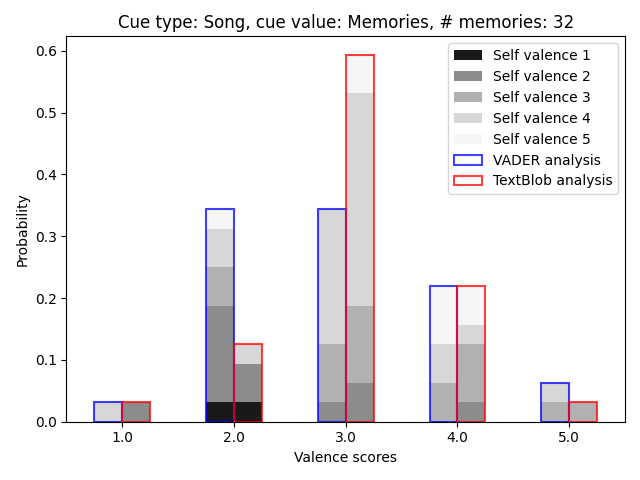 Cue type: Song, cue value: Memories, # memories: 32
Self valence 1
Self valence 2
Self valence 3
Self valence 4
Self valence 5
VADER analysis
TextBlob analysis
Probability
0.6
0.5
0.4
0.3
0.2
0.1
0.0
1.0 2.0 3.0 4.0 5.0
Valence scores